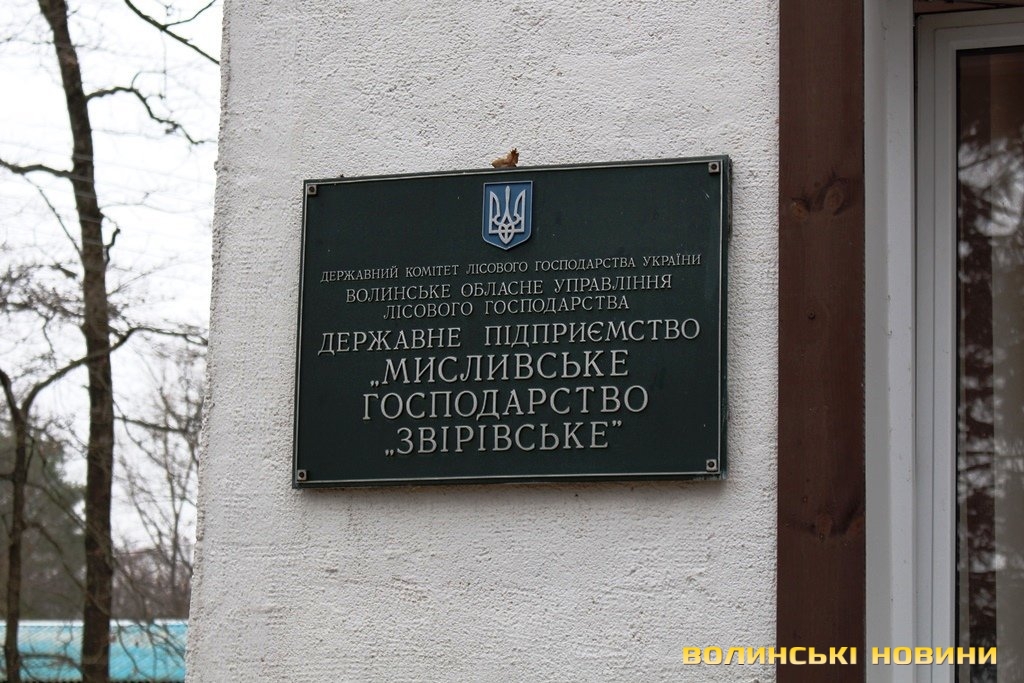 ДЕРЖАВНИЙ КОМІТЕТ ЛІСОВОГО ГОСПОДАРСТВА УКРАЇНИ
ВОЛИНСЬКЕ ОБЛАСНЕ УПРАВЛІННЯ
ЛІСОВОГО ГОСПОДАРСТВА
ДЕРЖАВНЕ ПІДПРИЄМСТВО
„МИСЛИВСЬКЕ
ГОСПОДАРСТВО
„ЗВІРІВСЬКЕ”
ВОЛИНСЬКІ НОВИНИ